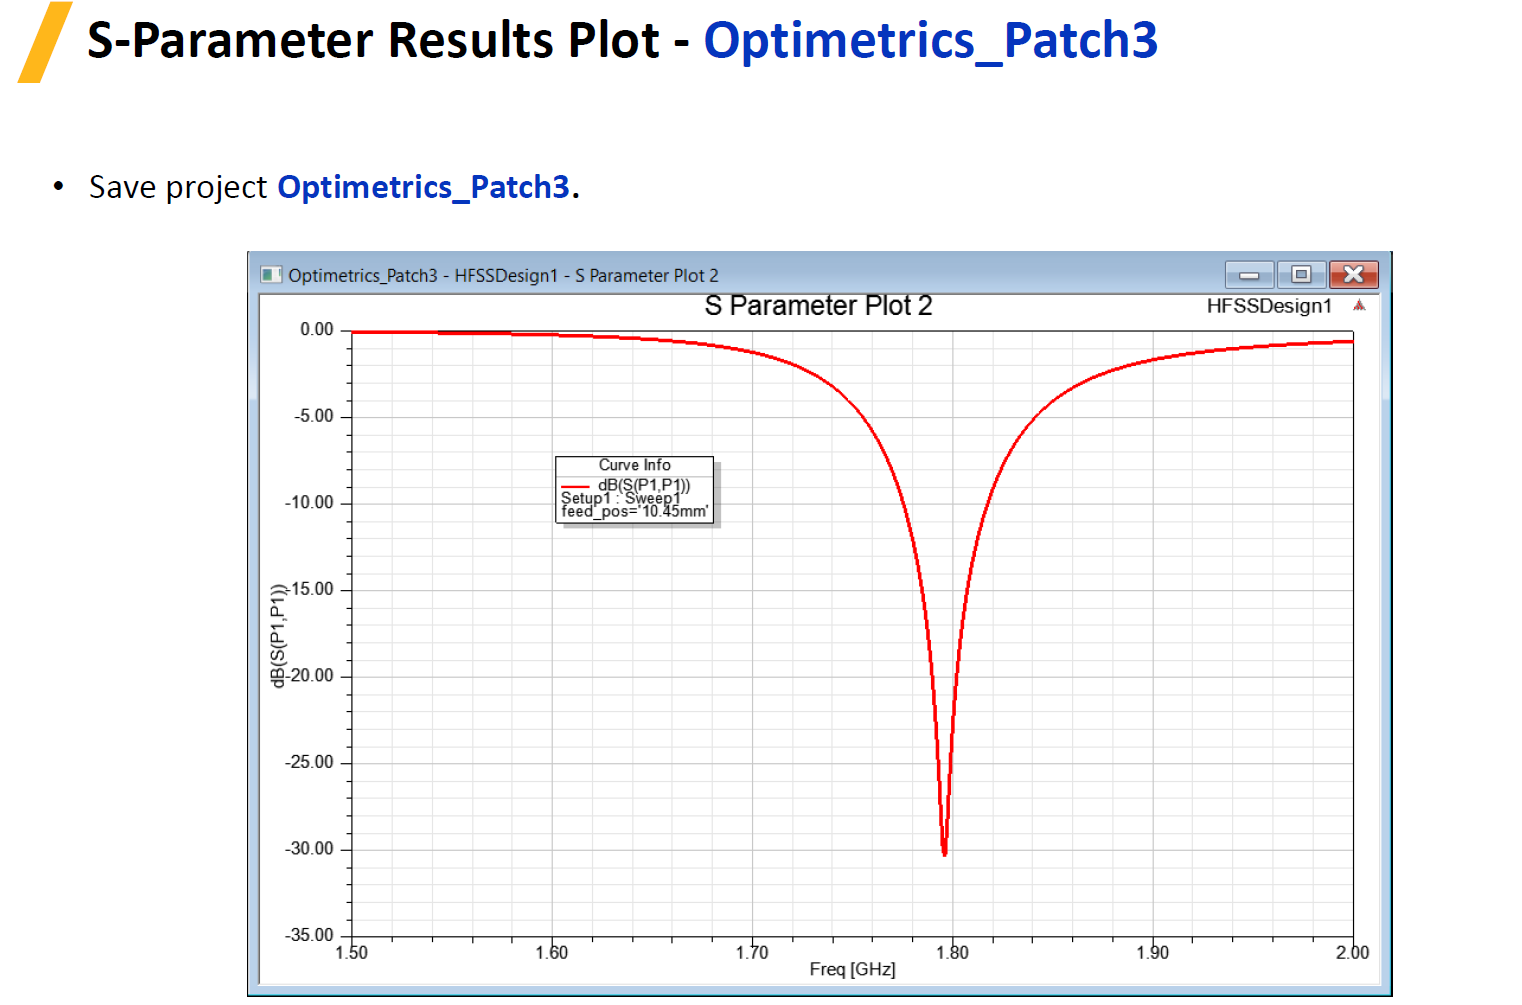 S-Parameter Results Plot - Optimetrics_Patch3
• Save project Optimetrics_Patch3.
Optimetrics_Patch3 - HFSSDesign1 - S Parameter Plot 2
S Parameter Plot 2
HFSSDesign1
0.00
-5.00
-10.00
-15.00
-20.00
-25.00
-30.00
-35.00
dB(S(P1,P1))
Curve Info
dB(S(P1,P1))
Setup1 : Sweep1
feed_pos='10.45mm'
1.50 1.60 1.70 1.80 1.90 2.00
Freq [GHz]